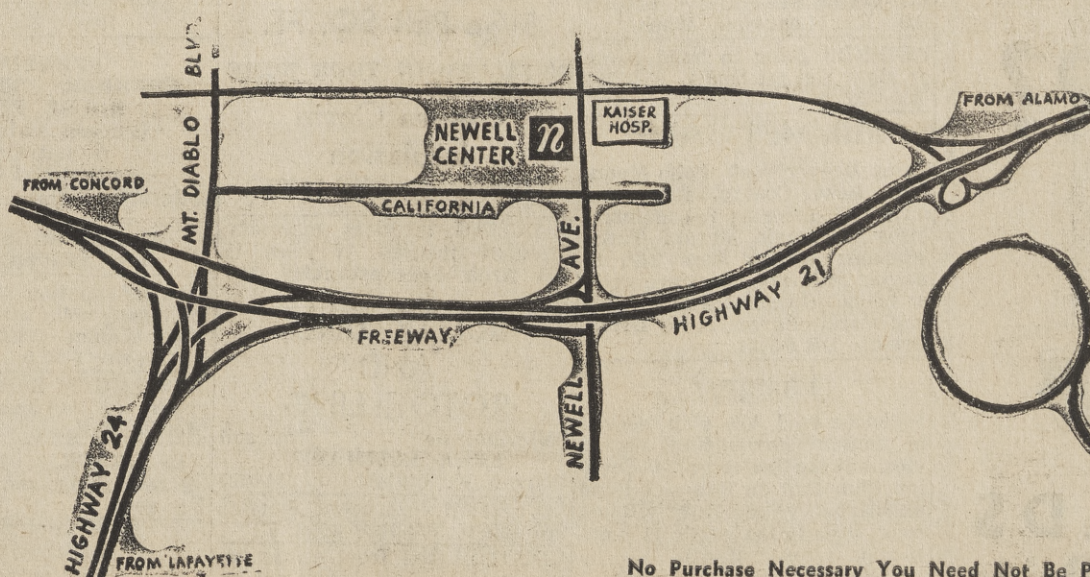 MT. DIABLO BLVD.
KAISER
HOSP.
FROM ALAMO
NEWELL
CENTER
n
FROM CONCORD
CALIFORNIA
NEWELL AVE.
HIGHWAY 21
FREEWAY
HIGHWAY 24
FROM LAFAYETTE
No Purchase Necessary You Need Not Be